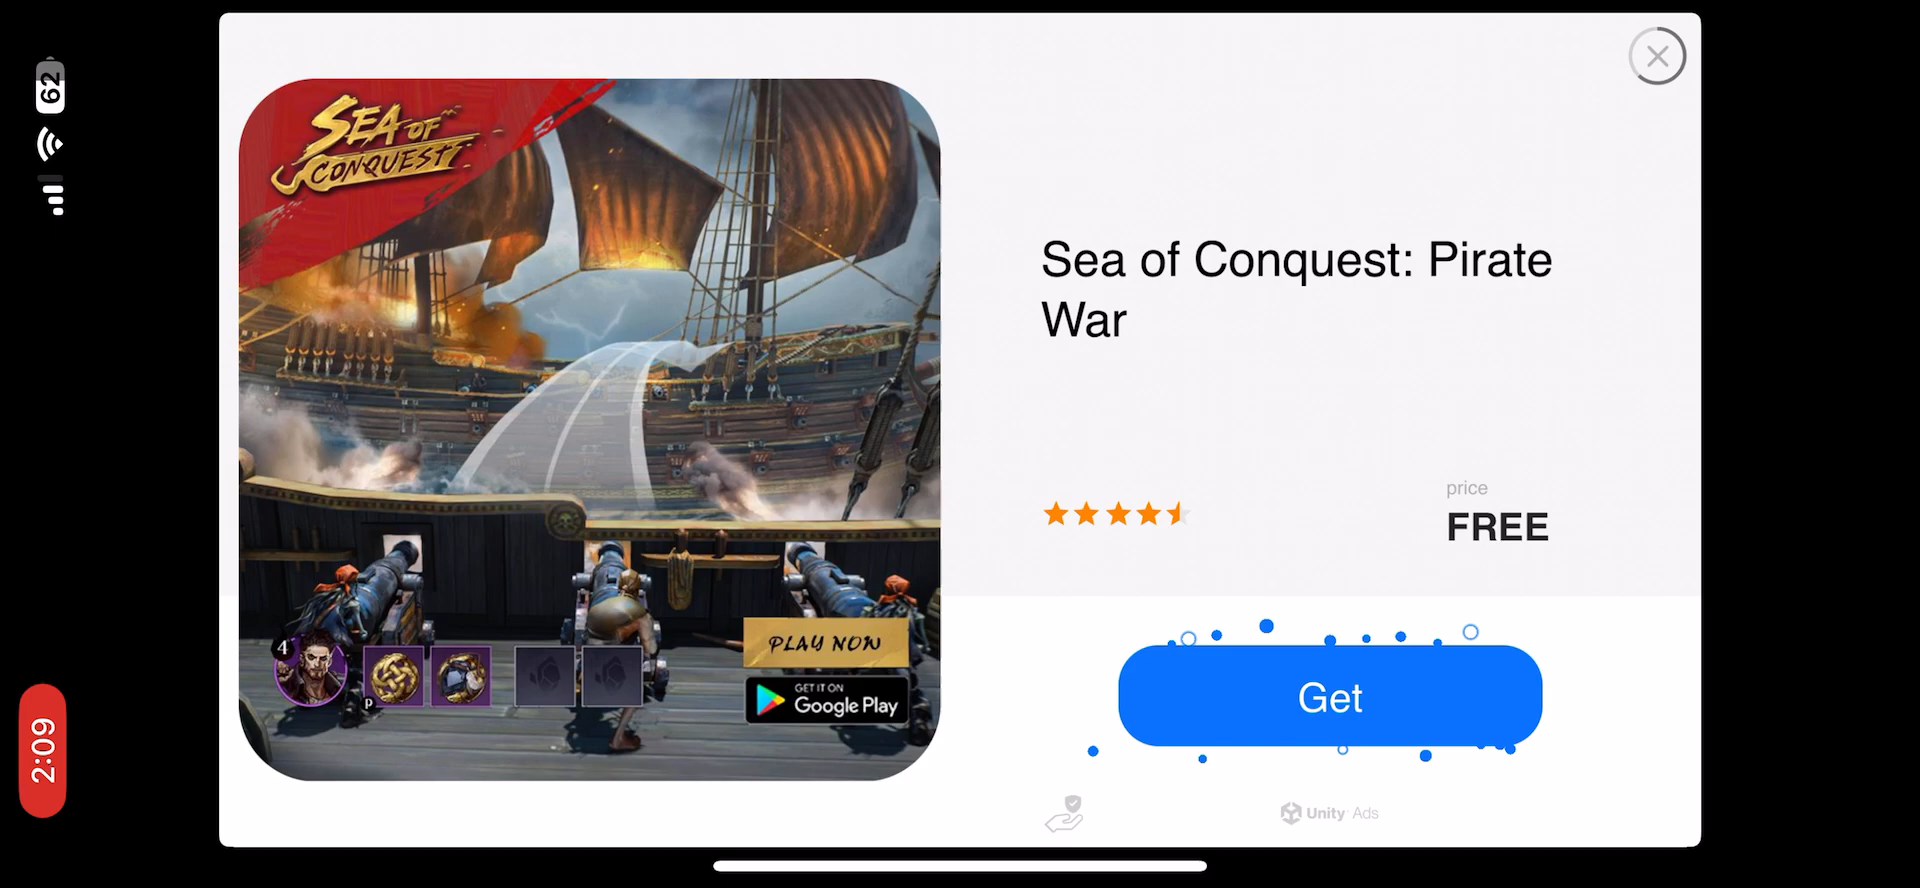 62
2:09
SEA OF
CONQUEST
4
P
PLAY NOW
GET IT ON
Google Play
Sea of Conquest: Pirate
War
price
FREE
Get
Unity Ads